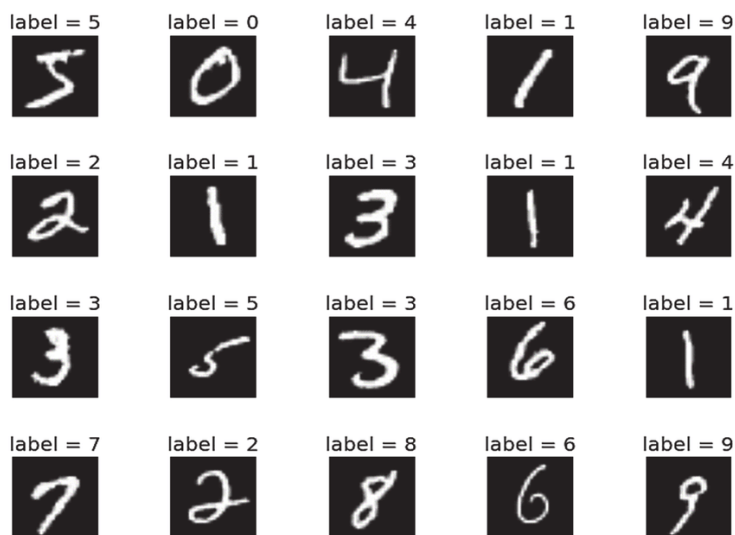 label = 5 label = 0 label = 4 label = 1 label = 9
5 0 4 1 9
label = 2 label = 1 label = 3 label = 1 label = 4
2 1 3 1 4
label = 3 label = 5 label = 3 label = 6 label = 1
3 5 3 6 1
label = 7 label = 2 label = 8 label = 6 label = 9
7 2 8 6 9